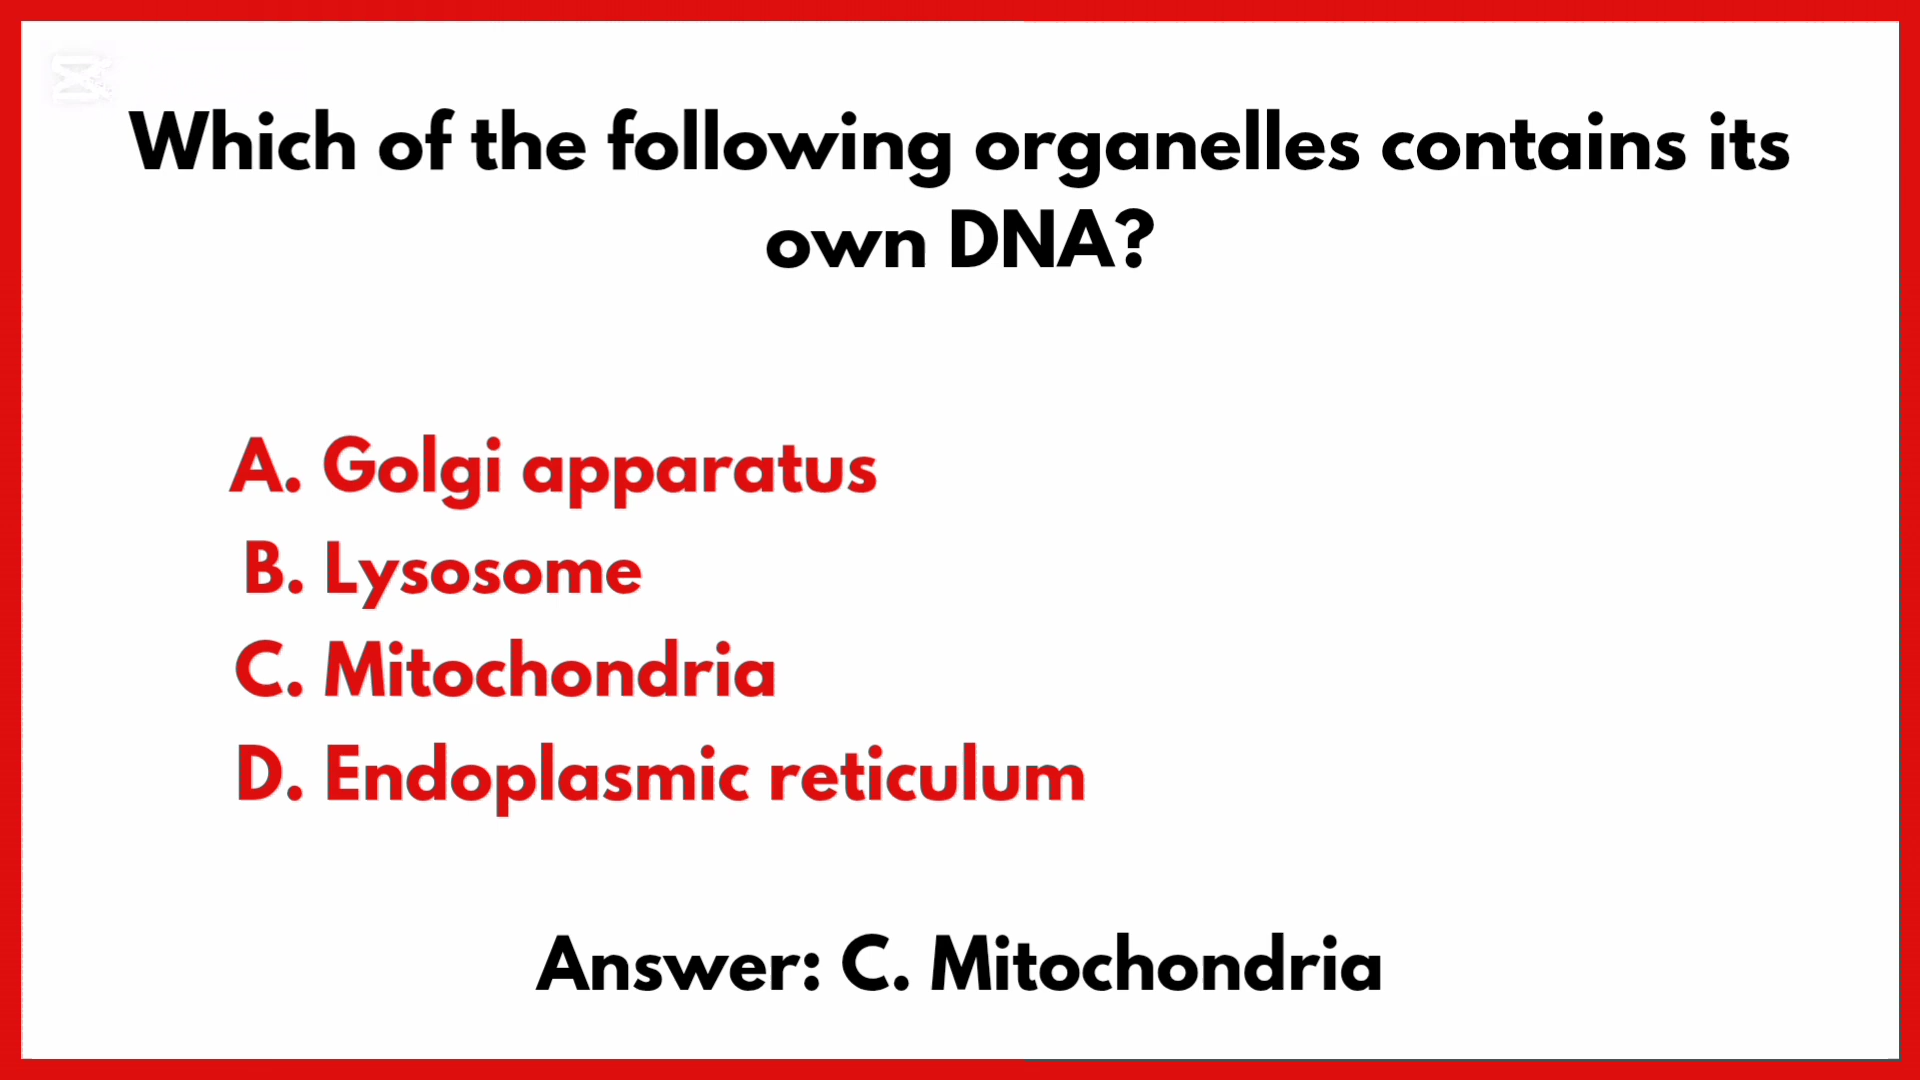 Which of the following organelles contains its
own DNA?
A. Golgi apparatus
B. Lysosome
C. Mitochondria
D. Endoplasmic reticulum
Answer: C. Mitochondria